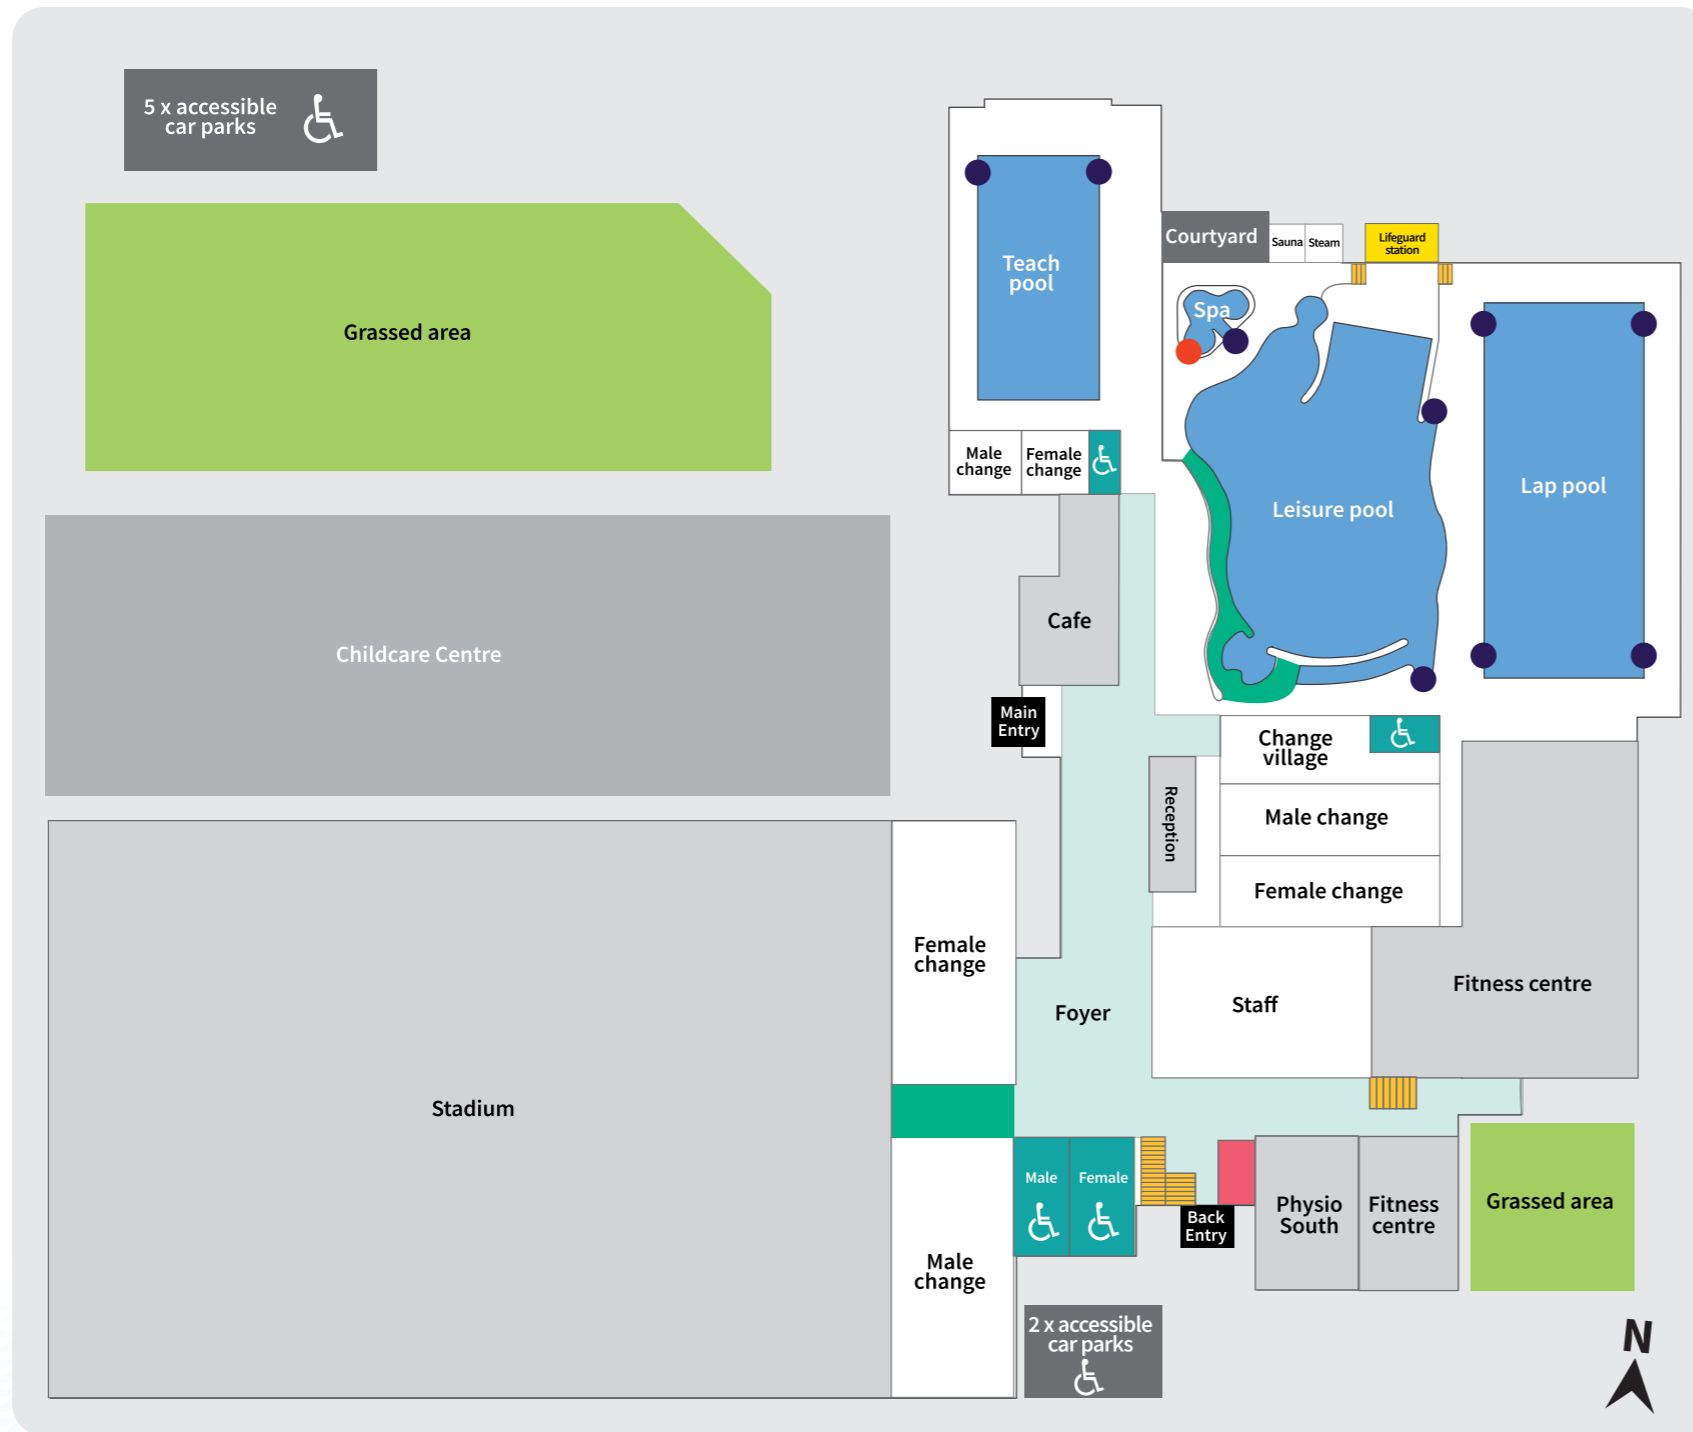 5 x accessible
car parks
Grassed area
Childcare Centre
Stadium
Teach
pool
Courtyard
Sauna
Steam
Lifeguard
station
Spa
Leisure pool
Lap pool
Male
change
Female
change
Cafe
Main
Entry
Change
village
Reception
Male change
Female change
Female
change
Foyer
Staff
Fitness centre
Male
Female
Male
change
Back
Entry
Physio
South
Fitness
centre
Grassed area
2 x accessible
car parks
N